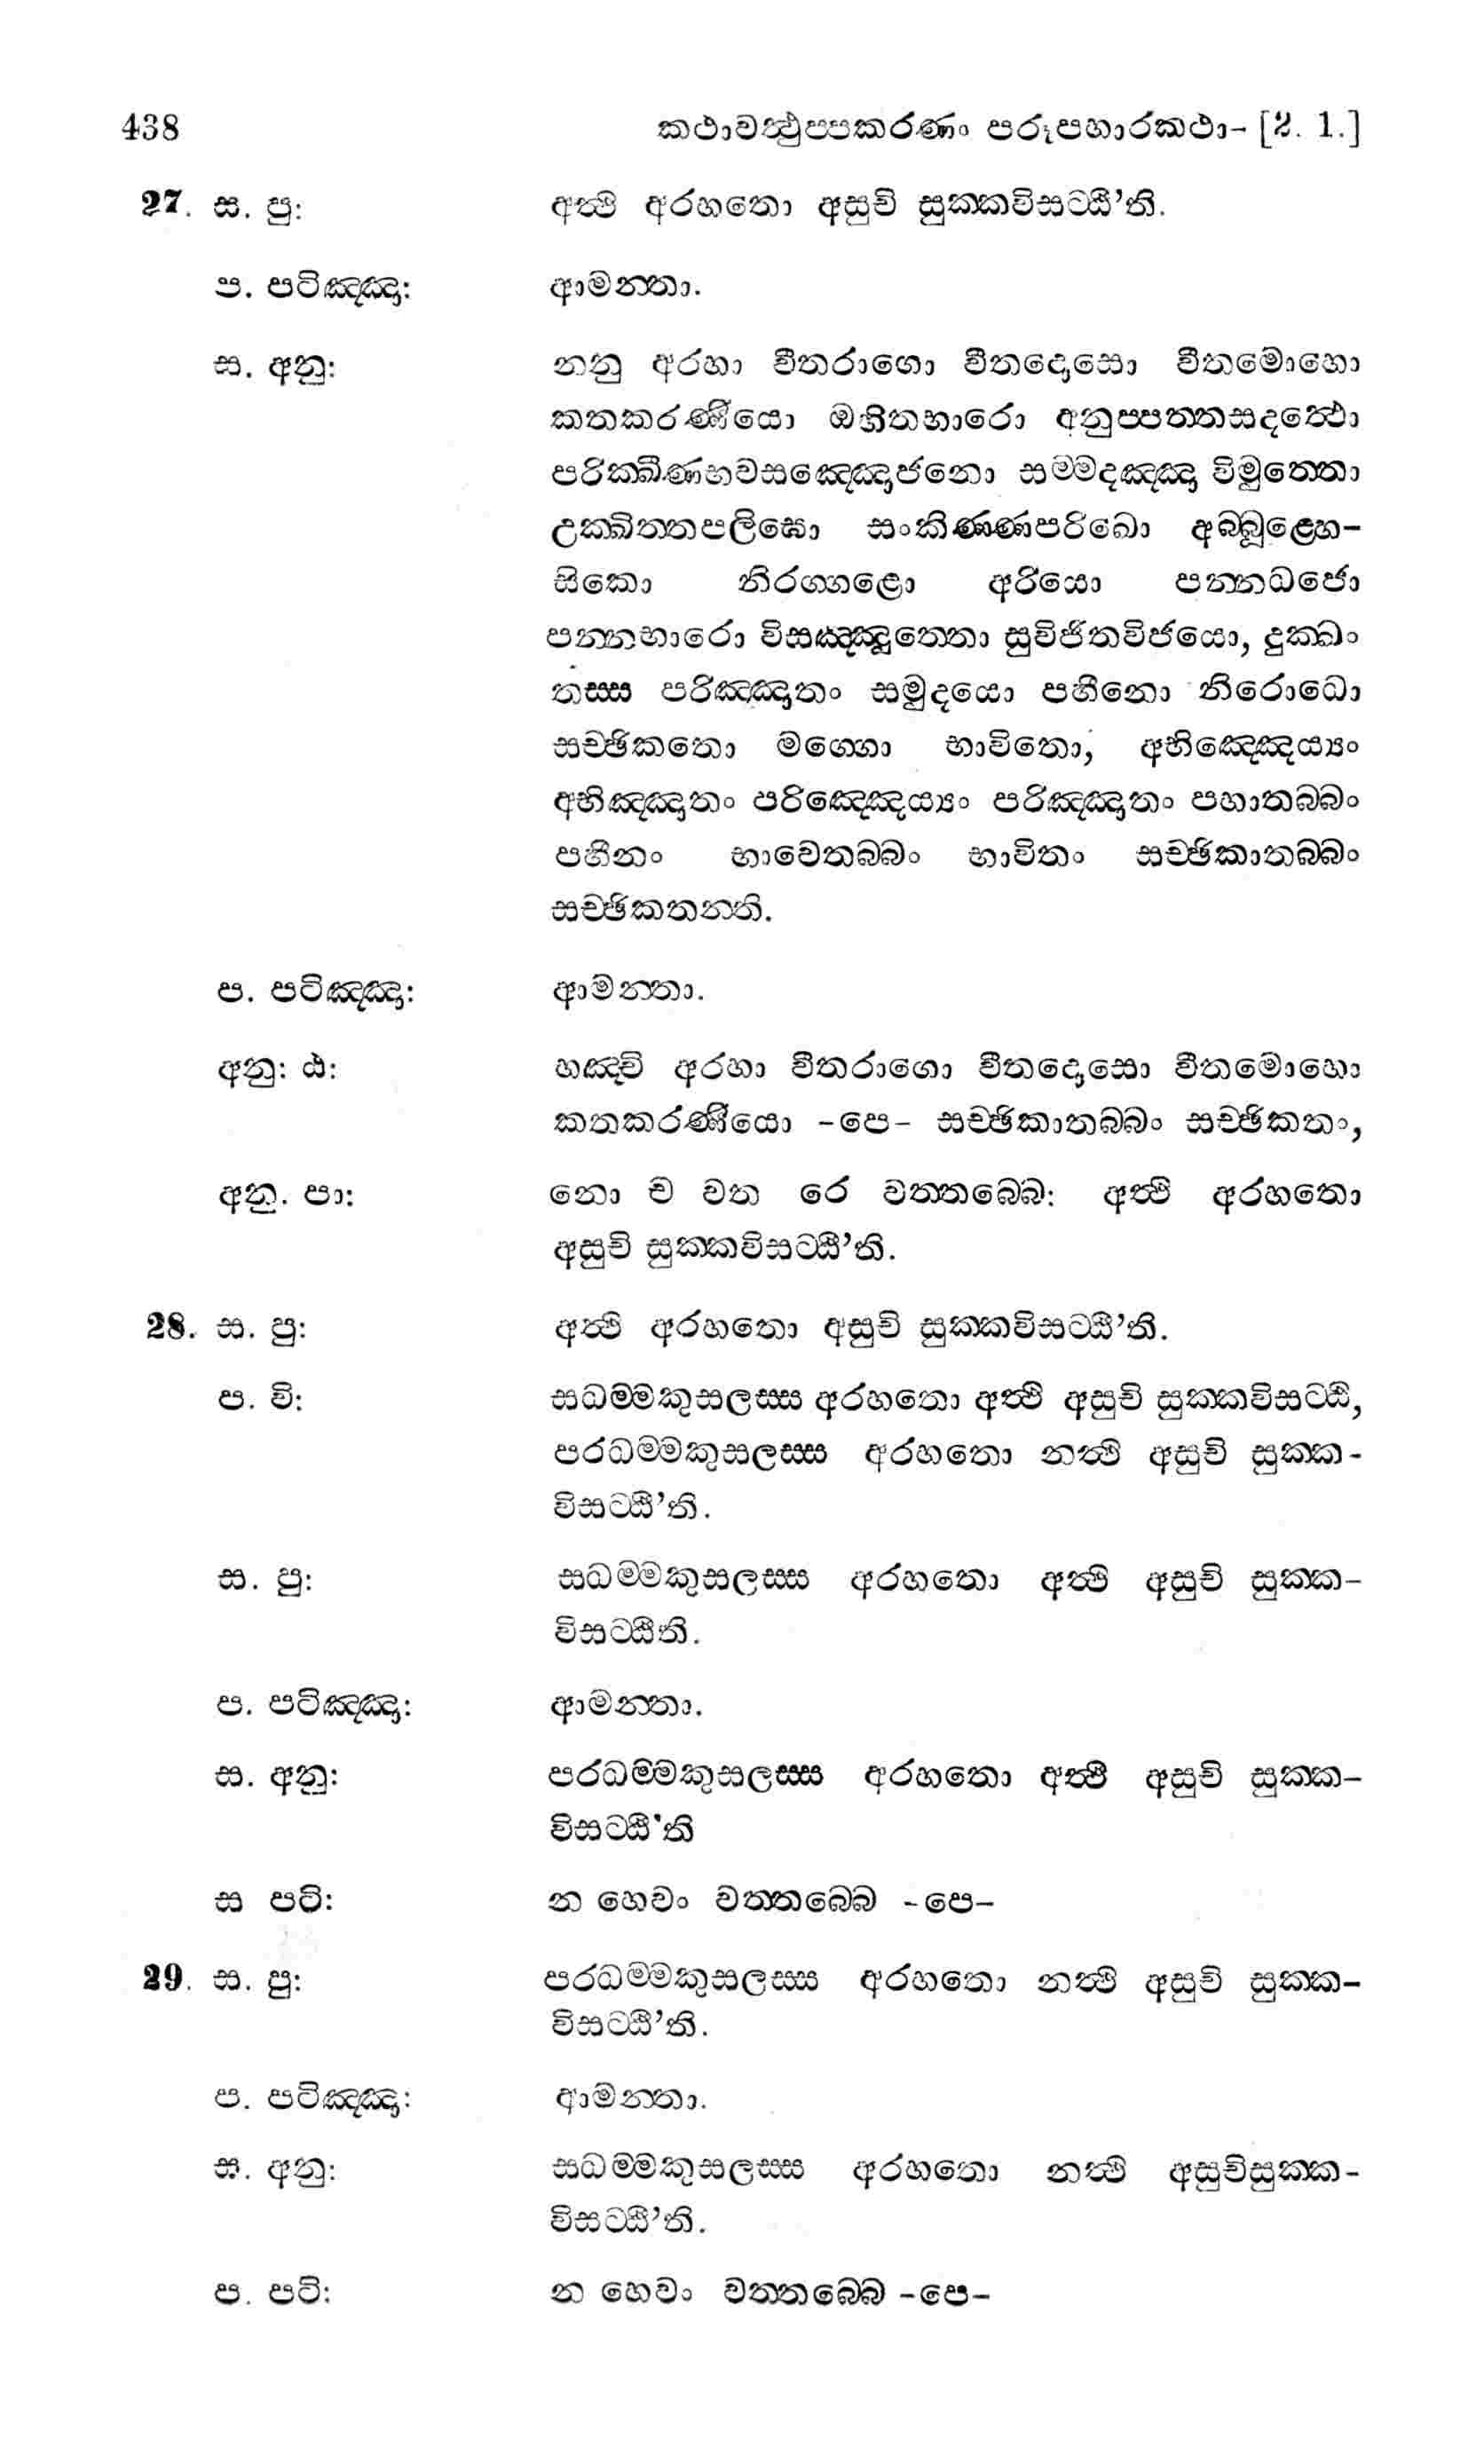 438 කථාවත්ථුප්පකරණං පරූපහාරකථා- [2. 1.]
27. ස. පු: අත්ථි අරහතො අසුචි සුක්කවිසට්ඨී’ති.
ප. පටිඤ්ඤා: ආමන්තා.
ස. අනු: නනු අරහා වීතරාගො වීතදොසො වීතමොහො
කතකරණීයො ඔහිතභාරො අනුප්පත්තසදත්ථො
පරික්ඛීණභවසඤ්ඤොජනො සම්මදඤ්ඤා විමුත්තො
උක්ඛිත්තපලිඝො සංකිණ්ණපරිඛො අබ්බූළ්හෙ-
සිකො නිරග්ගළො අරියො පන්නධජො
පන්නභාරො විසඤ්ඤුත්තො සුවිජිතවිජයො, දුක්ඛං
තස්ස පරිඤ්ඤාතං සමුදයො පහීනො නිරොධො
සච්ඡිකතො මග්ගො භාවිතො, අභිඤ්ඤෙය්‍යං
අභිඤ්ඤාතං පරිඤ්ඤෙය්‍යං පරිඤ්ඤාතං පහාතබ්බං
පහීනං භාවෙතබ්බං භාවිතං සච්ඡිකාතබ්බං
සච්ඡිකතන්ති.
ප. පටිඤ්ඤා: ආමන්තා.
අනු: ඨ: හඤ්චි අරහා වීතරාගො වීතදොසො වීතමොහො
කතකරණීයො -පෙ- සච්ඡිකාතබ්බං සච්ඡිකතං,
අනු. පා: නො ච වත රෙ වත්තබ්බෙ: අත්ථි අරහතො
අසුචි සුක්කවිසට්ඨී’ති.
28. ස. පු: අත්ථි අරහතො අසුචි සුක්කවිසට්ඨී’ති.
ප. වි: සධම්මකුසලස්ස අරහතො අත්ථි අසුචි සුක්කවිසට්ඨි,
පරධම්මකුසලස්ස අරහතො නත්ථි අසුචි සුක්ක-
විසට්ඨී’ති.
ස. පු: සධම්මකුසලස්ස අරහතො අත්ථි අසුචි සුක්ක-
විසට්ඨීති.
ප. පටිඤ්ඤා: ආමන්තා.
ස. අනු: පරධම්මකුසලස්ස අරහතො අත්ථි අසුචි සුක්ක-
විසට්ඨී’ති
ස පටි: න හෙවං වත්තබ්බෙ -පෙ-
29. ස. පු: පරධම්මකුසලස්ස අරහතො නත්ථි අසුචි සුක්ක-
විසට්ඨී’ති.
ප. පටිඤ්ඤා: ආමන්තා.
ස. අනු: සධම්මකුසලස්ස අරහතො නත්ථි අසුචිසුක්ක-
විසට්ඨී’ති.
ප. පටි: න හෙවං වත්තබ්බෙ -පෙ-